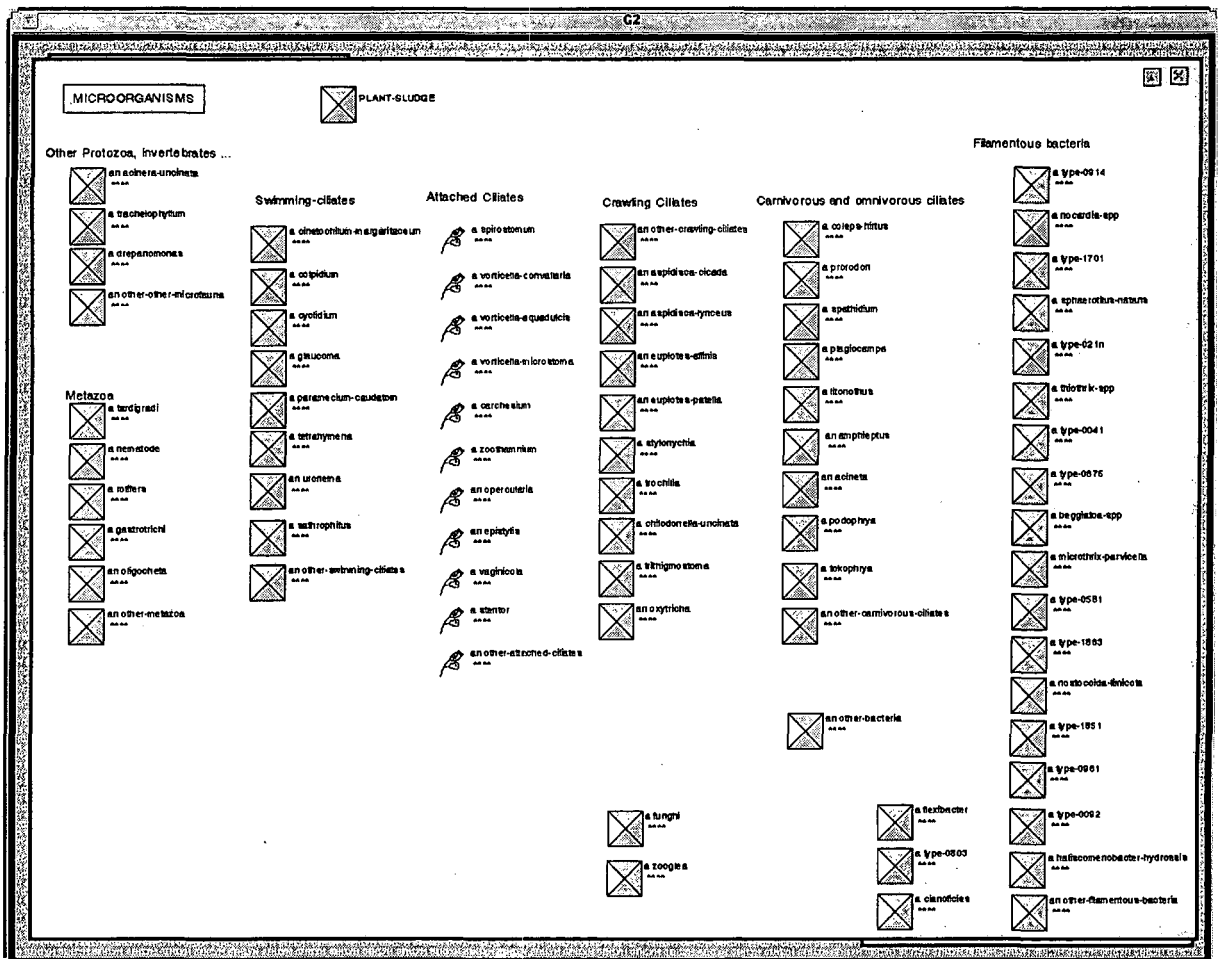 G2
MICROORGANISMS
PLANT-SLUDGE
Other Protozoa, Invertebrates ...
an acinera-uncinata
****
a trachelophyllum
****
a drepanomonas
****
an other-other-microfauna
****
Metazoa
a tardigradi
****
a nematode
****
a rotifera
****
a gastrotrichi
****
an oligocheta
****
an other-metazoa
****
Swimming-ciliates
a cinetochilum-margaritaceum
****
a colpidium
****
a cyclidium
****
a glaucoma
****
a paramecium-caudatum
****
a tetrahymena
****
an uronema
****
a sathrophilus
****
an other-swimming-ciliates
****
Attached Ciliates
a spirostomum
****
a vorticella-convallaria
****
a vorticella-aquadulcis
****
a vorticella-microstoma
****
a carchesium
****
a zoothamnium
****
an opercularia
****
an epistylis
****
a vaginicola
****
a stentor
****
an other-attached-ciliates
****
Crawling Ciliates
an other-crawling-ciliates
****
an aspidisca-cicada
****
an aspidisca-lynceus
****
an euplotes-affinis
****
an euplotes-patella
****
a stylonychia
****
a trochilia
****
a chilodonella-uncinata
****
a trithigmostoma
****
an oxytricha
****
a funghi
****
a zooglea
****
Carnivorous and omnivorous ciliates
a coleps-hirtus
****
a prorodon
****
a spathidium
****
a plagiocampa
****
a litonothus
****
an amphileptus
****
an acineta
****
a podophrya
****
a tokophrya
****
an other-carnivorous-ciliates
****
an other-bacteria
****
a flexibacter
****
a type-0803
****
a cianoficies
****
Filamentous bacteria
a type-0914
****
a nocardia-spp
****
a type-1701
****
a sphaerotilus-natans
****
a type-021n
****
a thiothrix-spp
****
a type-0041
****
a type-0675
****
a beggiatoa-spp
****
a microthrix-parvicella
****
a type-0581
****
a type-1863
****
a nostocoida-limicola
****
a type-1851
****
a type-0961
****
a type-0092
****
a haliscomenobacter-hydrossis
****
an other-filamentous-bacteria
****